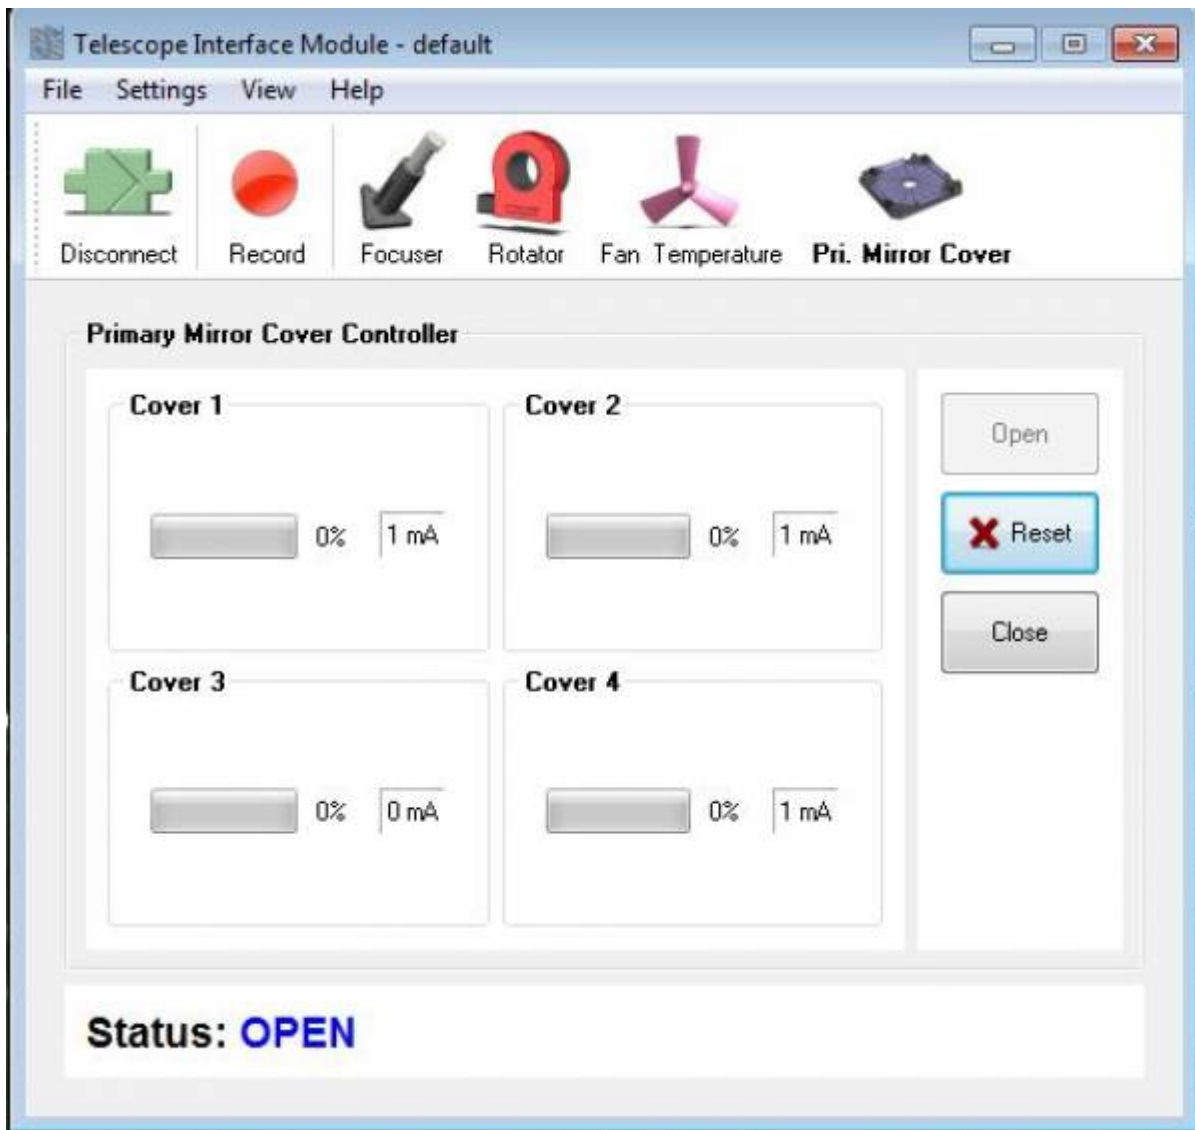 Telescope Interface Module - default
File Settings View Help
Disconnect Record Focuser Rotator Fan Temperature Pri. Mirror Cover
Primary Mirror Cover Controller
Cover 1
0% 1 mA
Cover 2
0% 1 mA
Cover 3
0% 0 mA
Cover 4
0% 1 mA
Open
Reset
Close
Status: OPEN